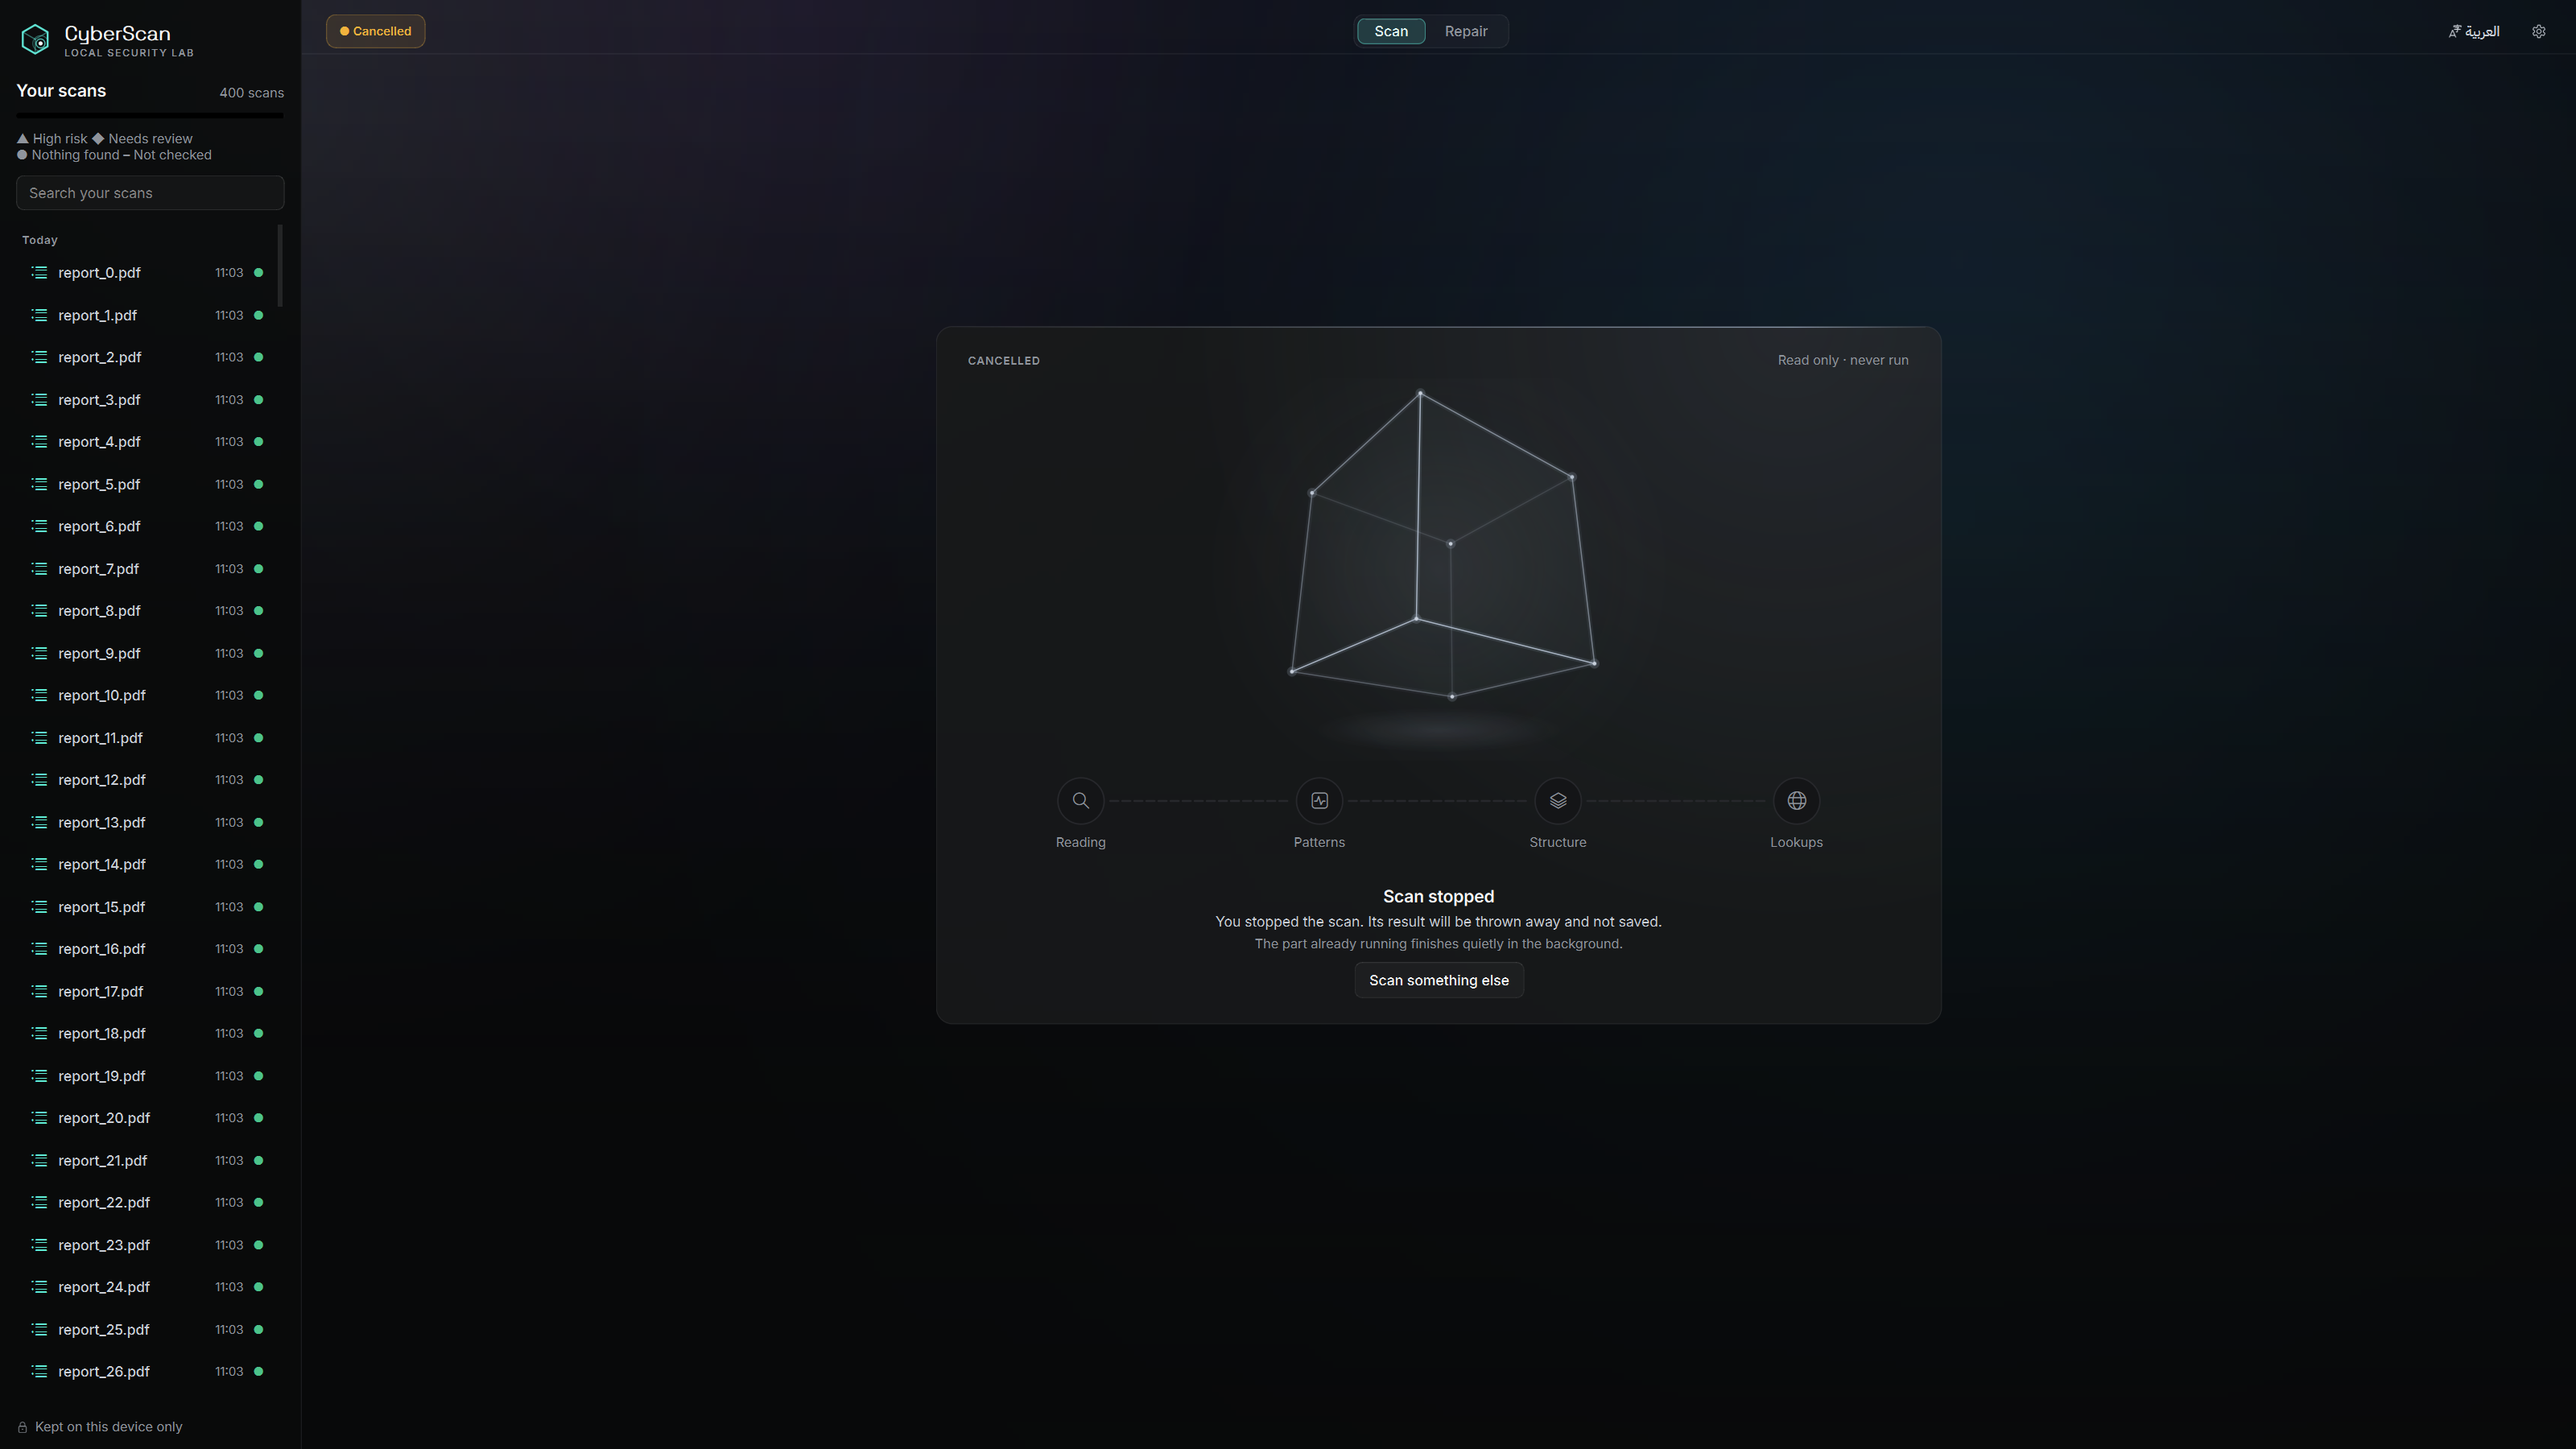 CyberScan
LOCAL SECURITY LAB
Your scans
400 scans
▲ High risk ◆ Needs review
● Nothing found – Not checked
Search your scans
Today
report_0.pdf 11:03
report_1.pdf 11:03
report_2.pdf 11:03
report_3.pdf 11:03
report_4.pdf 11:03
report_5.pdf 11:03
report_6.pdf 11:03
report_7.pdf 11:03
report_8.pdf 11:03
report_9.pdf 11:03
report_10.pdf 11:03
report_11.pdf 11:03
report_12.pdf 11:03
report_13.pdf 11:03
report_14.pdf 11:03
report_15.pdf 11:03
report_16.pdf 11:03
report_17.pdf 11:03
report_18.pdf 11:03
report_19.pdf 11:03
report_20.pdf 11:03
report_21.pdf 11:03
report_22.pdf 11:03
report_23.pdf 11:03
report_24.pdf 11:03
report_25.pdf 11:03
report_26.pdf 11:03
Kept on this device only
Cancelled
Scan Repair
العربية
CANCELLED
Read only · never run
Reading Patterns Structure Lookups
Scan stopped
You stopped the scan. Its result will be thrown away and not saved.
The part already running finishes quietly in the background.
Scan something else